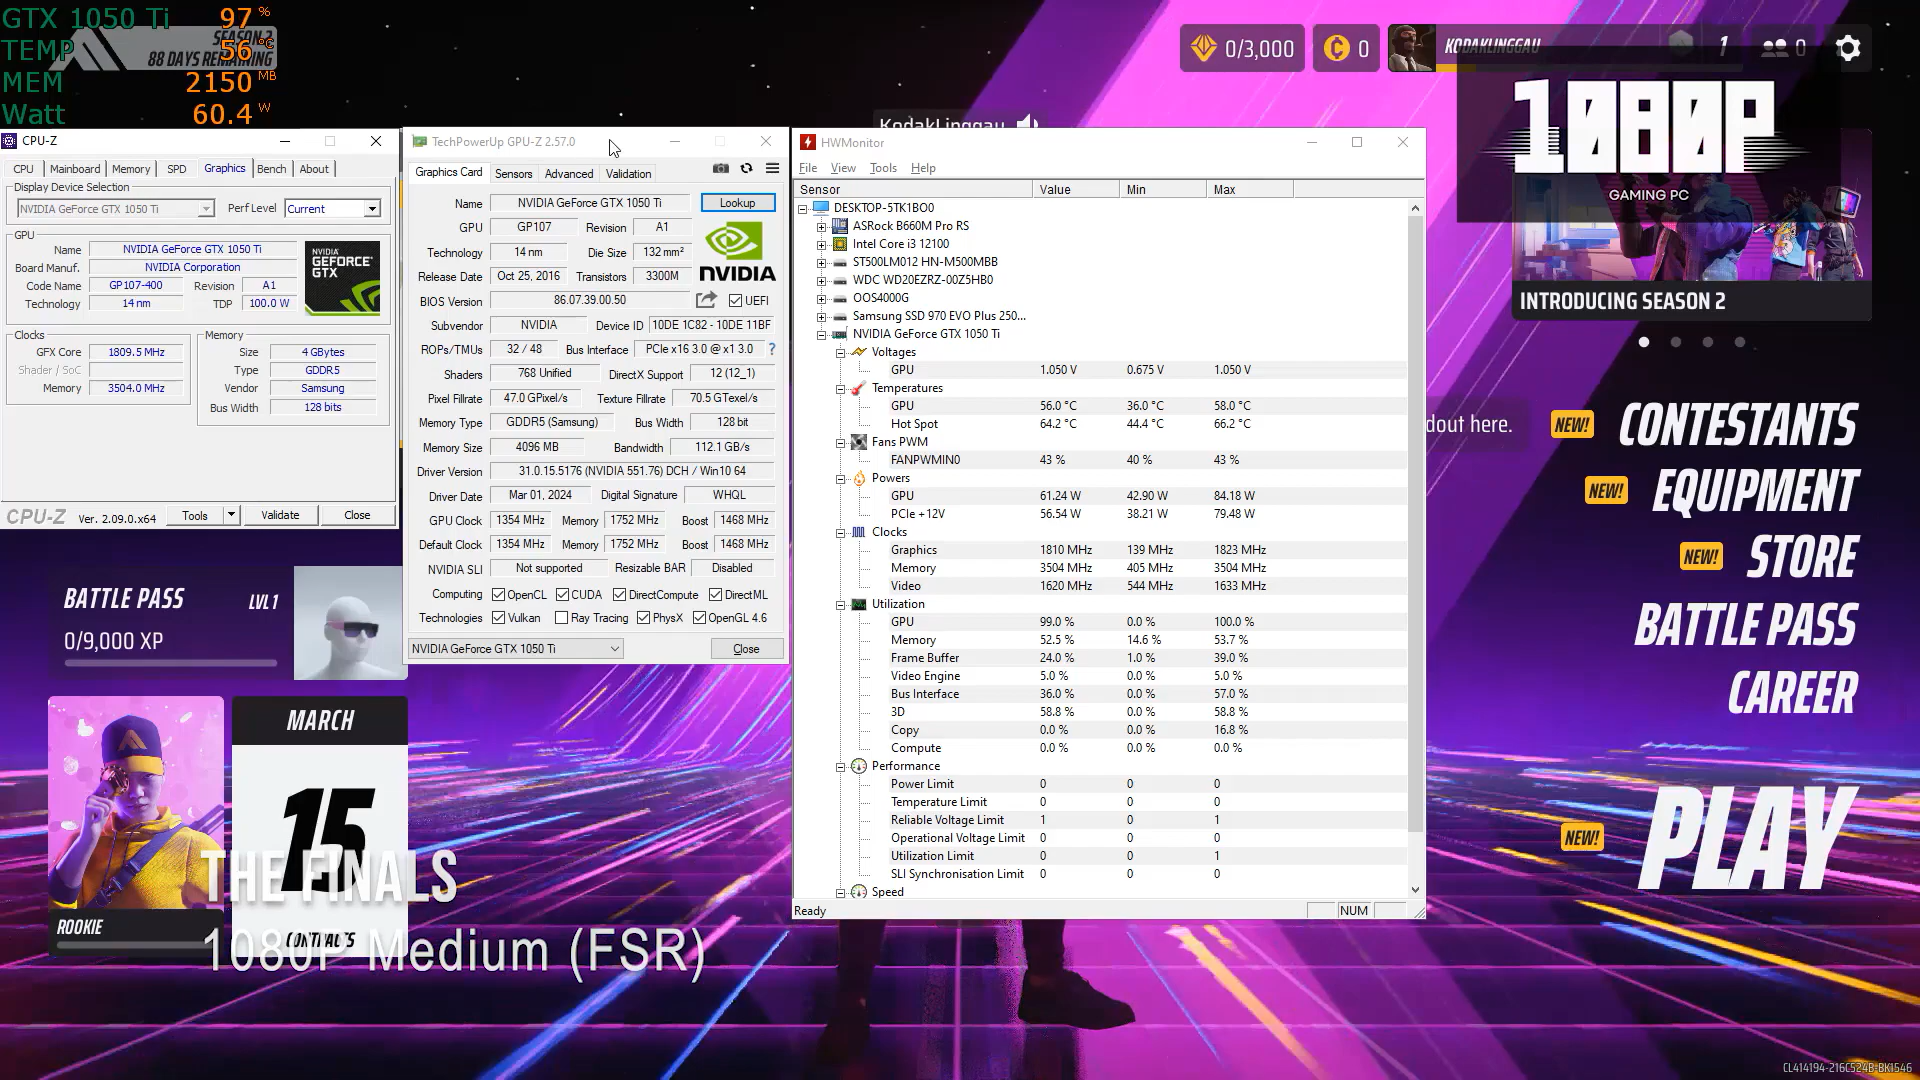 GTX 1050 Ti 97 %
TEMP 56 °C
MEM 2150 MB
Watt 60.4 W
SEASON 2
88 DAYS REMAINING
0/3,000
0
KODAKLINGGAU
1
0
1080P
GAMING PC
INTRODUCING SEASON 2
KodakLinggau
CPU-Z
CPU Mainboard Memory SPD Graphics Bench About
Display Device Selection
NVIDIA GeForce GTX 1050 Ti Perf Level Current
GPU
Name NVIDIA GeForce GTX 1050 Ti
Board Manuf. NVIDIA Corporation
Code Name GP107-400 Revision A1
Technology 14 nm TDP 100.0 W
NVIDIA
GEFORCE
GTX
Clocks
GFX Core 1809.5 MHz
Shader / SoC
Memory 3504.0 MHz
Memory
Size 4 GBytes
Type GDDR5
Vendor Samsung
Bus Width 128 bits
CPU-Z Ver. 2.09.0.x64 Tools Validate Close
TechPowerUp GPU-Z 2.57.0
Graphics Card Sensors Advanced Validation
Name NVIDIA GeForce GTX 1050 Ti Lookup
GPU GP107 Revision A1
Technology 14 nm Die Size 132 mm²
Release Date Oct 25, 2016 Transistors 3300M
NVIDIA
BIOS Version 86.07.39.00.50 UEFI
Subvendor NVIDIA Device ID 10DE 1C82 - 10DE 11BF
ROPs/TMUs 32 / 48 Bus Interface PCIe x16 3.0 @ x1 3.0 ?
Shaders 768 Unified DirectX Support 12 (12_1)
Pixel Fillrate 47.0 GPixel/s Texture Fillrate 70.5 GTexel/s
Memory Type GDDR5 (Samsung) Bus Width 128 bit
Memory Size 4096 MB Bandwidth 112.1 GB/s
Driver Version 31.0.15.5176 (NVIDIA 551.76) DCH / Win10 64
Driver Date Mar 01, 2024 Digital Signature WHQL
GPU Clock 1354 MHz Memory 1752 MHz Boost 1468 MHz
Default Clock 1354 MHz Memory 1752 MHz Boost 1468 MHz
NVIDIA SLI Not supported Resizable BAR Disabled
Computing OpenCL CUDA DirectCompute DirectML
Technologies Vulkan Ray Tracing PhysX OpenGL 4.6
NVIDIA GeForce GTX 1050 Ti Close
HWMonitor
File View Tools Help
Sensor Value Min Max
DESKTOP-5TK1BO0
ASRock B660M Pro RS
Intel Core i3 12100
ST500LM012 HN-M500MBB
WDC WD20EZRZ-00Z5HB0
OOS4000G
Samsung SSD 970 EVO Plus 250...
NVIDIA GeForce GTX 1050 Ti
Voltages
GPU 1.050 V 0.675 V 1.050 V
Temperatures
GPU 56.0 °C 36.0 °C 58.0 °C
Hot Spot 64.2 °C 44.4 °C 66.2 °C
Fans PWM
FANPWMIN0 43 % 40 % 43 %
Powers
GPU 61.24 W 42.90 W 84.18 W
PCIe +12V 56.54 W 38.21 W 79.48 W
Clocks
Graphics 1810 MHz 139 MHz 1823 MHz
Memory 3504 MHz 405 MHz 3504 MHz
Video 1620 MHz 544 MHz 1633 MHz
Utilization
GPU 99.0 % 0.0 % 100.0 %
Memory 52.5 % 14.6 % 53.7 %
Frame Buffer 24.0 % 1.0 % 39.0 %
Video Engine 5.0 % 0.0 % 5.0 %
Bus Interface 36.0 % 0.0 % 57.0 %
3D 58.8 % 0.0 % 58.8 %
Copy 0.0 % 0.0 % 16.8 %
Compute 0.0 % 0.0 % 0.0 %
Performance
Power Limit 0 0 0
Temperature Limit 0 0 0
Reliable Voltage Limit 1 0 1
Operational Voltage Limit 0 0 0
Utilization Limit 0 0 1
SLI Synchronisation Limit 0 0 0
Speed
Ready NUM
dout here.
NEW! CONTESTANTS
NEW! EQUIPMENT
NEW! STORE
BATTLE PASS
CAREER
NEW! PLAY
BATTLE PASS LVL 1
0/9,000 XP
MARCH
15
CONTRACTS
ROOKIE
THE FINALS
1080P Medium (FSR)
CL414194-216C524B-BK1546